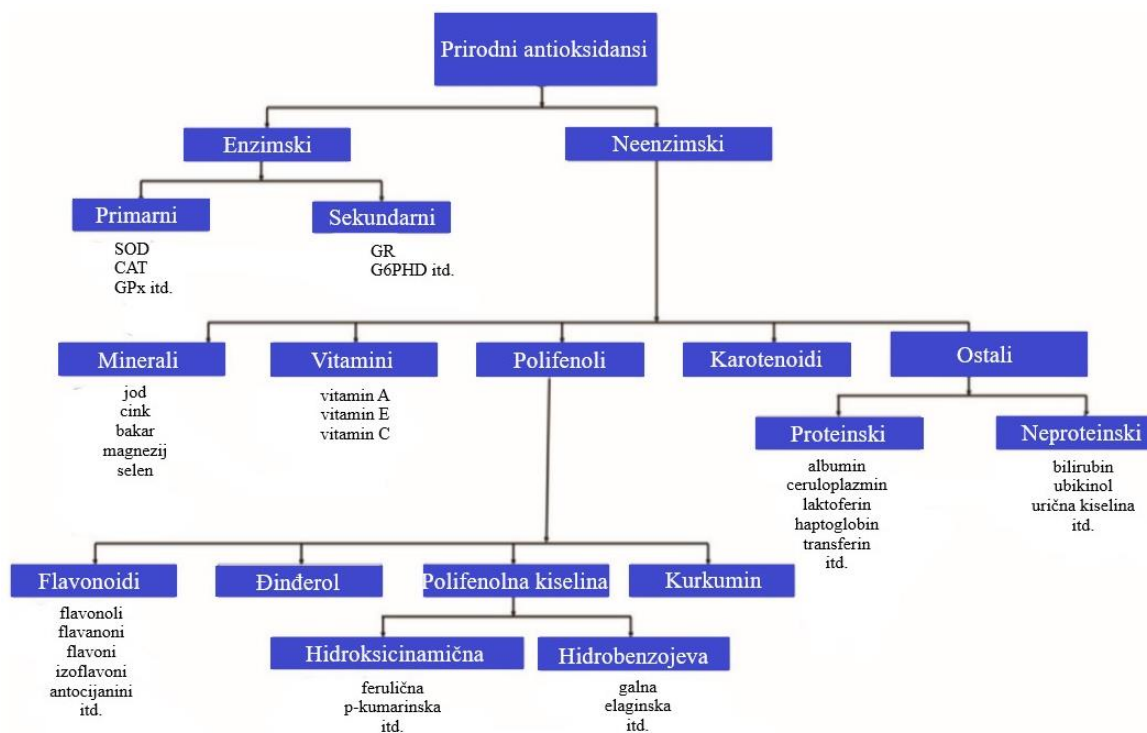 Prirodni antioksidansi
Enzimski
Neenzimski
Primarni
SOD
CAT
GPx itd.
Sekundarni
GR
G6PHD itd.
Minerali
jod
cink
bakar
magnezij
selen
Vitamini
vitamin A
vitamin E
vitamin C
Polifenoli
Karotenoidi
Ostali
Proteinski
albumin
ceruloplazmin
laktoferin
haptoglobin
transferin
itd.
Neproteinski
bilirubin
ubikinol
urična kiselina
itd.
Flavonoidi
flavonoli
flavanoni
flavoni
izoflavoni
antocijanini
itd.
Đinđerol
Polifenolna kiselina
Kurkumin
Hidroksicinamična
ferulična
p-kumarinska
itd.
Hidrobenzojeva
galna
elaginska
itd.